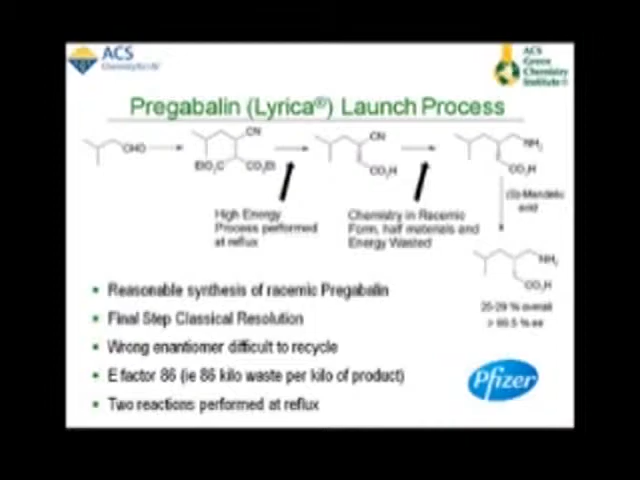 ACS
ACS
Green
Chemistry
Institute®
Pregabalin (Lyrica®) Launch Process
CHO
CN
EtO₂C
CO₂Et
CN
CO₂H
NH₂
CO₂H
High Energy
Process performed
at reflux
Chemistry in Racemic
Form, half materials and
Energy Wasted
(S)-Mandelic
acid
NH₂
CO₂H
25-29 % overall
> 99.5 % ee
Reasonable synthesis of racemic Pregabalin
Final Step Classical Resolution
Wrong enantiomer difficult to recycle
E factor 86 (ie 86 kilo waste per kilo of product)
Two reactions performed at reflux
Pfizer